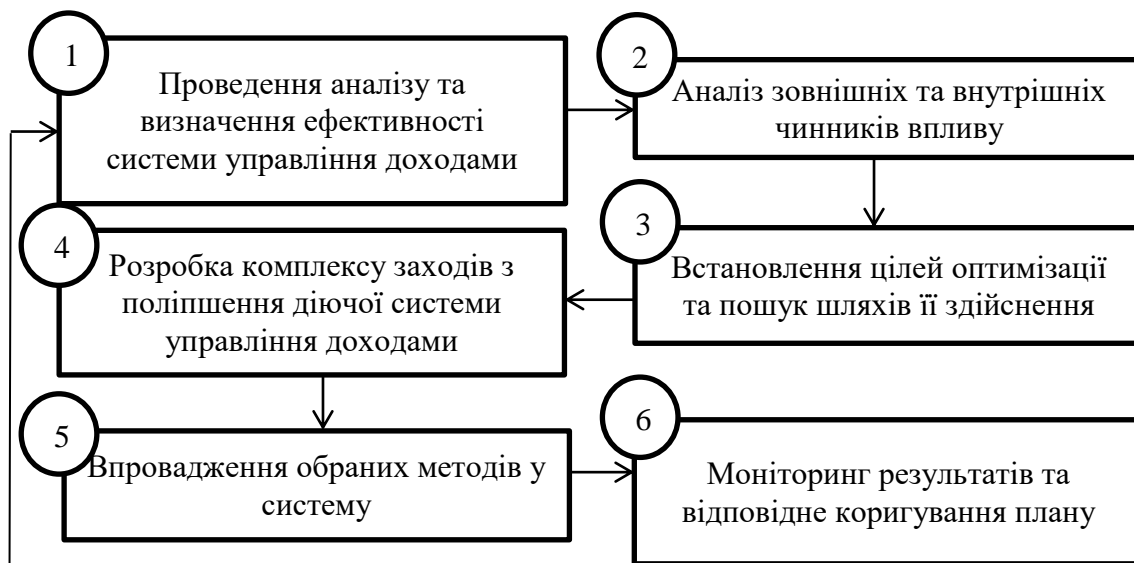 1
Проведення аналізу та
визначення ефективності
системи управління доходами
2
Аналіз зовнішніх та внутрішніх
чинників впливу
3
Встановлення цілей оптимізації
та пошук шляхів її здійснення
4
Розробка комплексу заходів з
поліпшення діючої системи
управління доходами
5
Впровадження обраних методів у
систему
6
Моніторинг результатів та
відповідне коригування плану